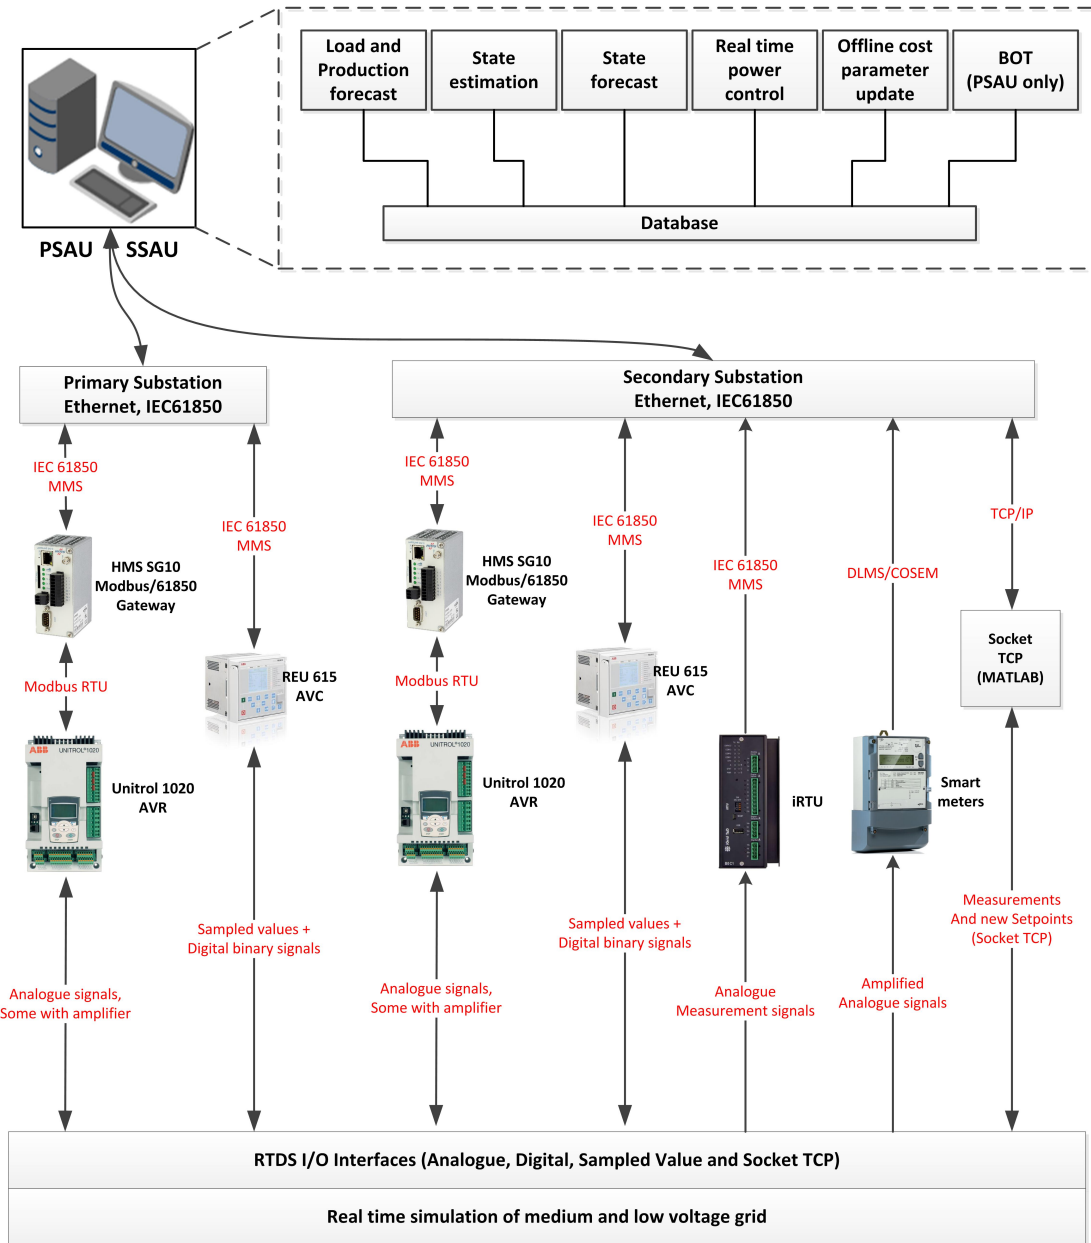 Load and
Production
forecast
State
estimation
State
forecast
Real time
power
control
Offline cost
parameter
update
BOT
(PSAU only)
Database
PSAU
SSAU
Primary Substation
Ethernet, IEC61850
Secondary Substation
Ethernet, IEC61850
IEC 61850
MMS
IEC 61850
MMS
IEC 61850
MMS
IEC 61850
MMS
IEC 61850
MMS
DLMS/COSEM
TCP/IP
HMS SG10
Modbus/61850
Gateway
HMS SG10
Modbus/61850
Gateway
Socket
TCP
(MATLAB)
Modbus RTU
REU 615
AVC
Modbus RTU
REU 615
AVC
ABB
UNITROL®1020
Unitrol 1020
AVR
ABB
UNITROL®1020
Unitrol 1020
AVR
iRTU
Smart
meters
Sampled values +
Digital binary signals
Sampled values +
Digital binary signals
Measurements
And new Setpoints
(Socket TCP)
Analogue signals,
Some with amplifier
Analogue signals,
Some with amplifier
Analogue
Measurement signals
Amplified
Analogue signals
RTDS I/O Interfaces (Analogue, Digital, Sampled Value and Socket TCP)
Real time simulation of medium and low voltage grid